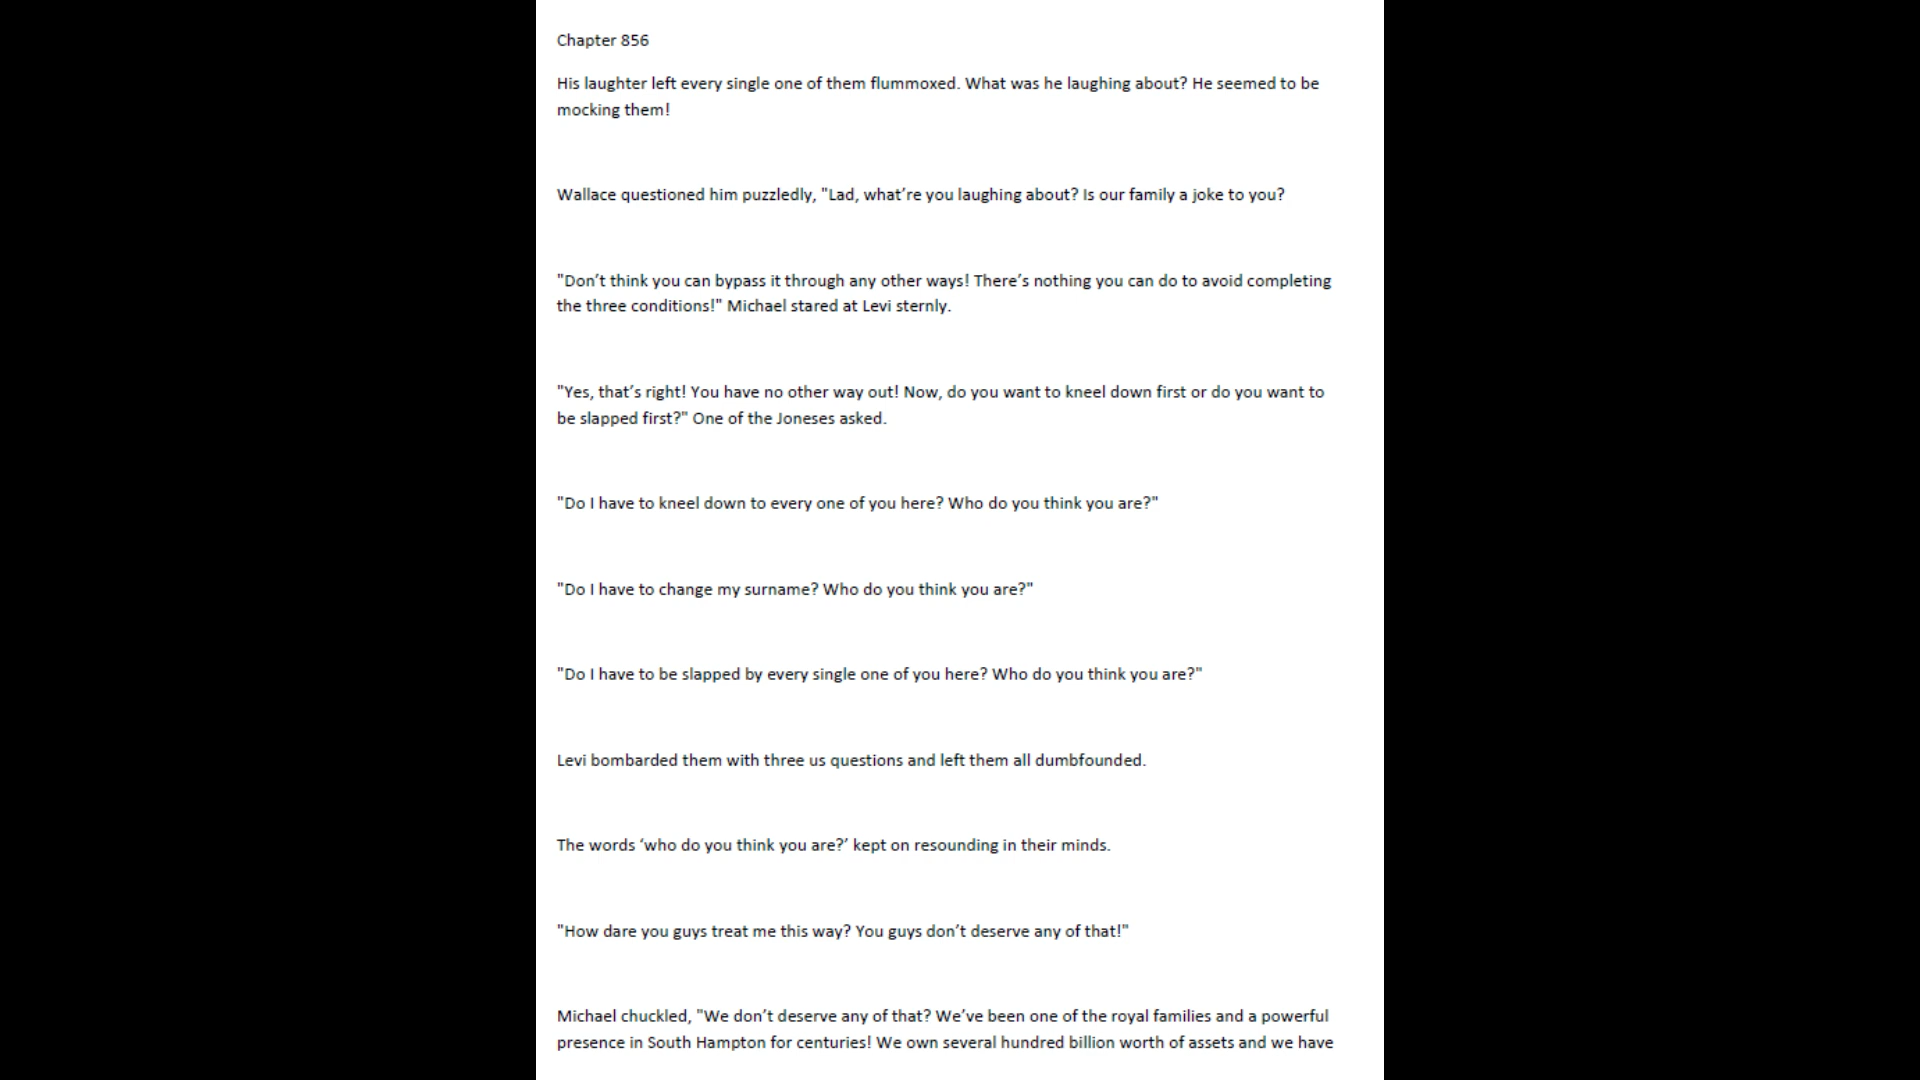 Chapter 856
His laughter left every single one of them flummoxed. What was he laughing about? He seemed to be
mocking them!
Wallace questioned him puzzledly, "Lad, what’re you laughing about? Is our family a joke to you?
"Don’t think you can bypass it through any other ways! There’s nothing you can do to avoid completing
the three conditions!" Michael stared at Levi sternly.
"Yes, that’s right! You have no other way out! Now, do you want to kneel down first or do you want to
be slapped first?" One of the Joneses asked.
"Do I have to kneel down to every one of you here? Who do you think you are?"
"Do I have to change my surname? Who do you think you are?"
"Do I have to be slapped by every single one of you here? Who do you think you are?"
Levi bombarded them with three us questions and left them all dumbfounded.
The words ‘who do you think you are?’ kept on resounding in their minds.
"How dare you guys treat me this way? You guys don’t deserve any of that!"
Michael chuckled, "We don’t deserve any of that? We’ve been one of the royal families and a powerful
presence in South Hampton for centuries! We own several hundred billion worth of assets and we have